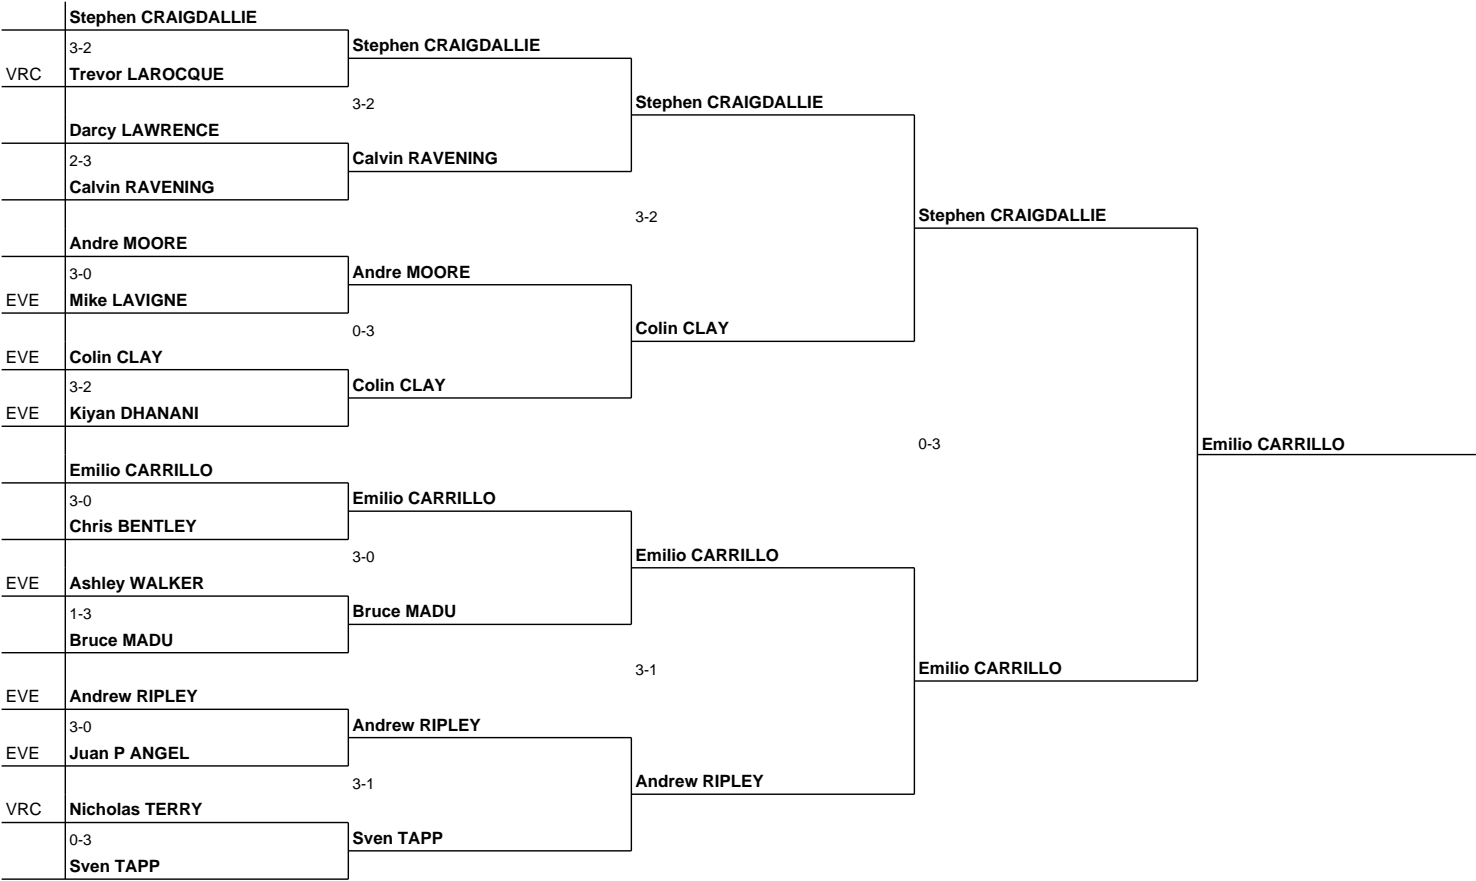 Stephen CRAIGDALLIE
3-2
Stephen CRAIGDALLIE
VRC Trevor LAROCQUE
3-2
Stephen CRAIGDALLIE
Darcy LAWRENCE
2-3
Calvin RAVENING
Calvin RAVENING
3-2
Stephen CRAIGDALLIE
Andre MOORE
3-0
Andre MOORE
EVE Mike LAVIGNE
0-3
Colin CLAY
EVE Colin CLAY
3-2
Colin CLAY
EVE Kiyan DHANANI
0-3
Emilio CARRILLO
Emilio CARRILLO
3-0
Emilio CARRILLO
Chris BENTLEY
3-0
Emilio CARRILLO
EVE Ashley WALKER
1-3
Bruce MADU
Bruce MADU
3-1
Emilio CARRILLO
EVE Andrew RIPLEY
3-0
Andrew RIPLEY
EVE Juan P ANGEL
3-1
Andrew RIPLEY
VRC Nicholas TERRY
0-3
Sven TAPP
Sven TAPP